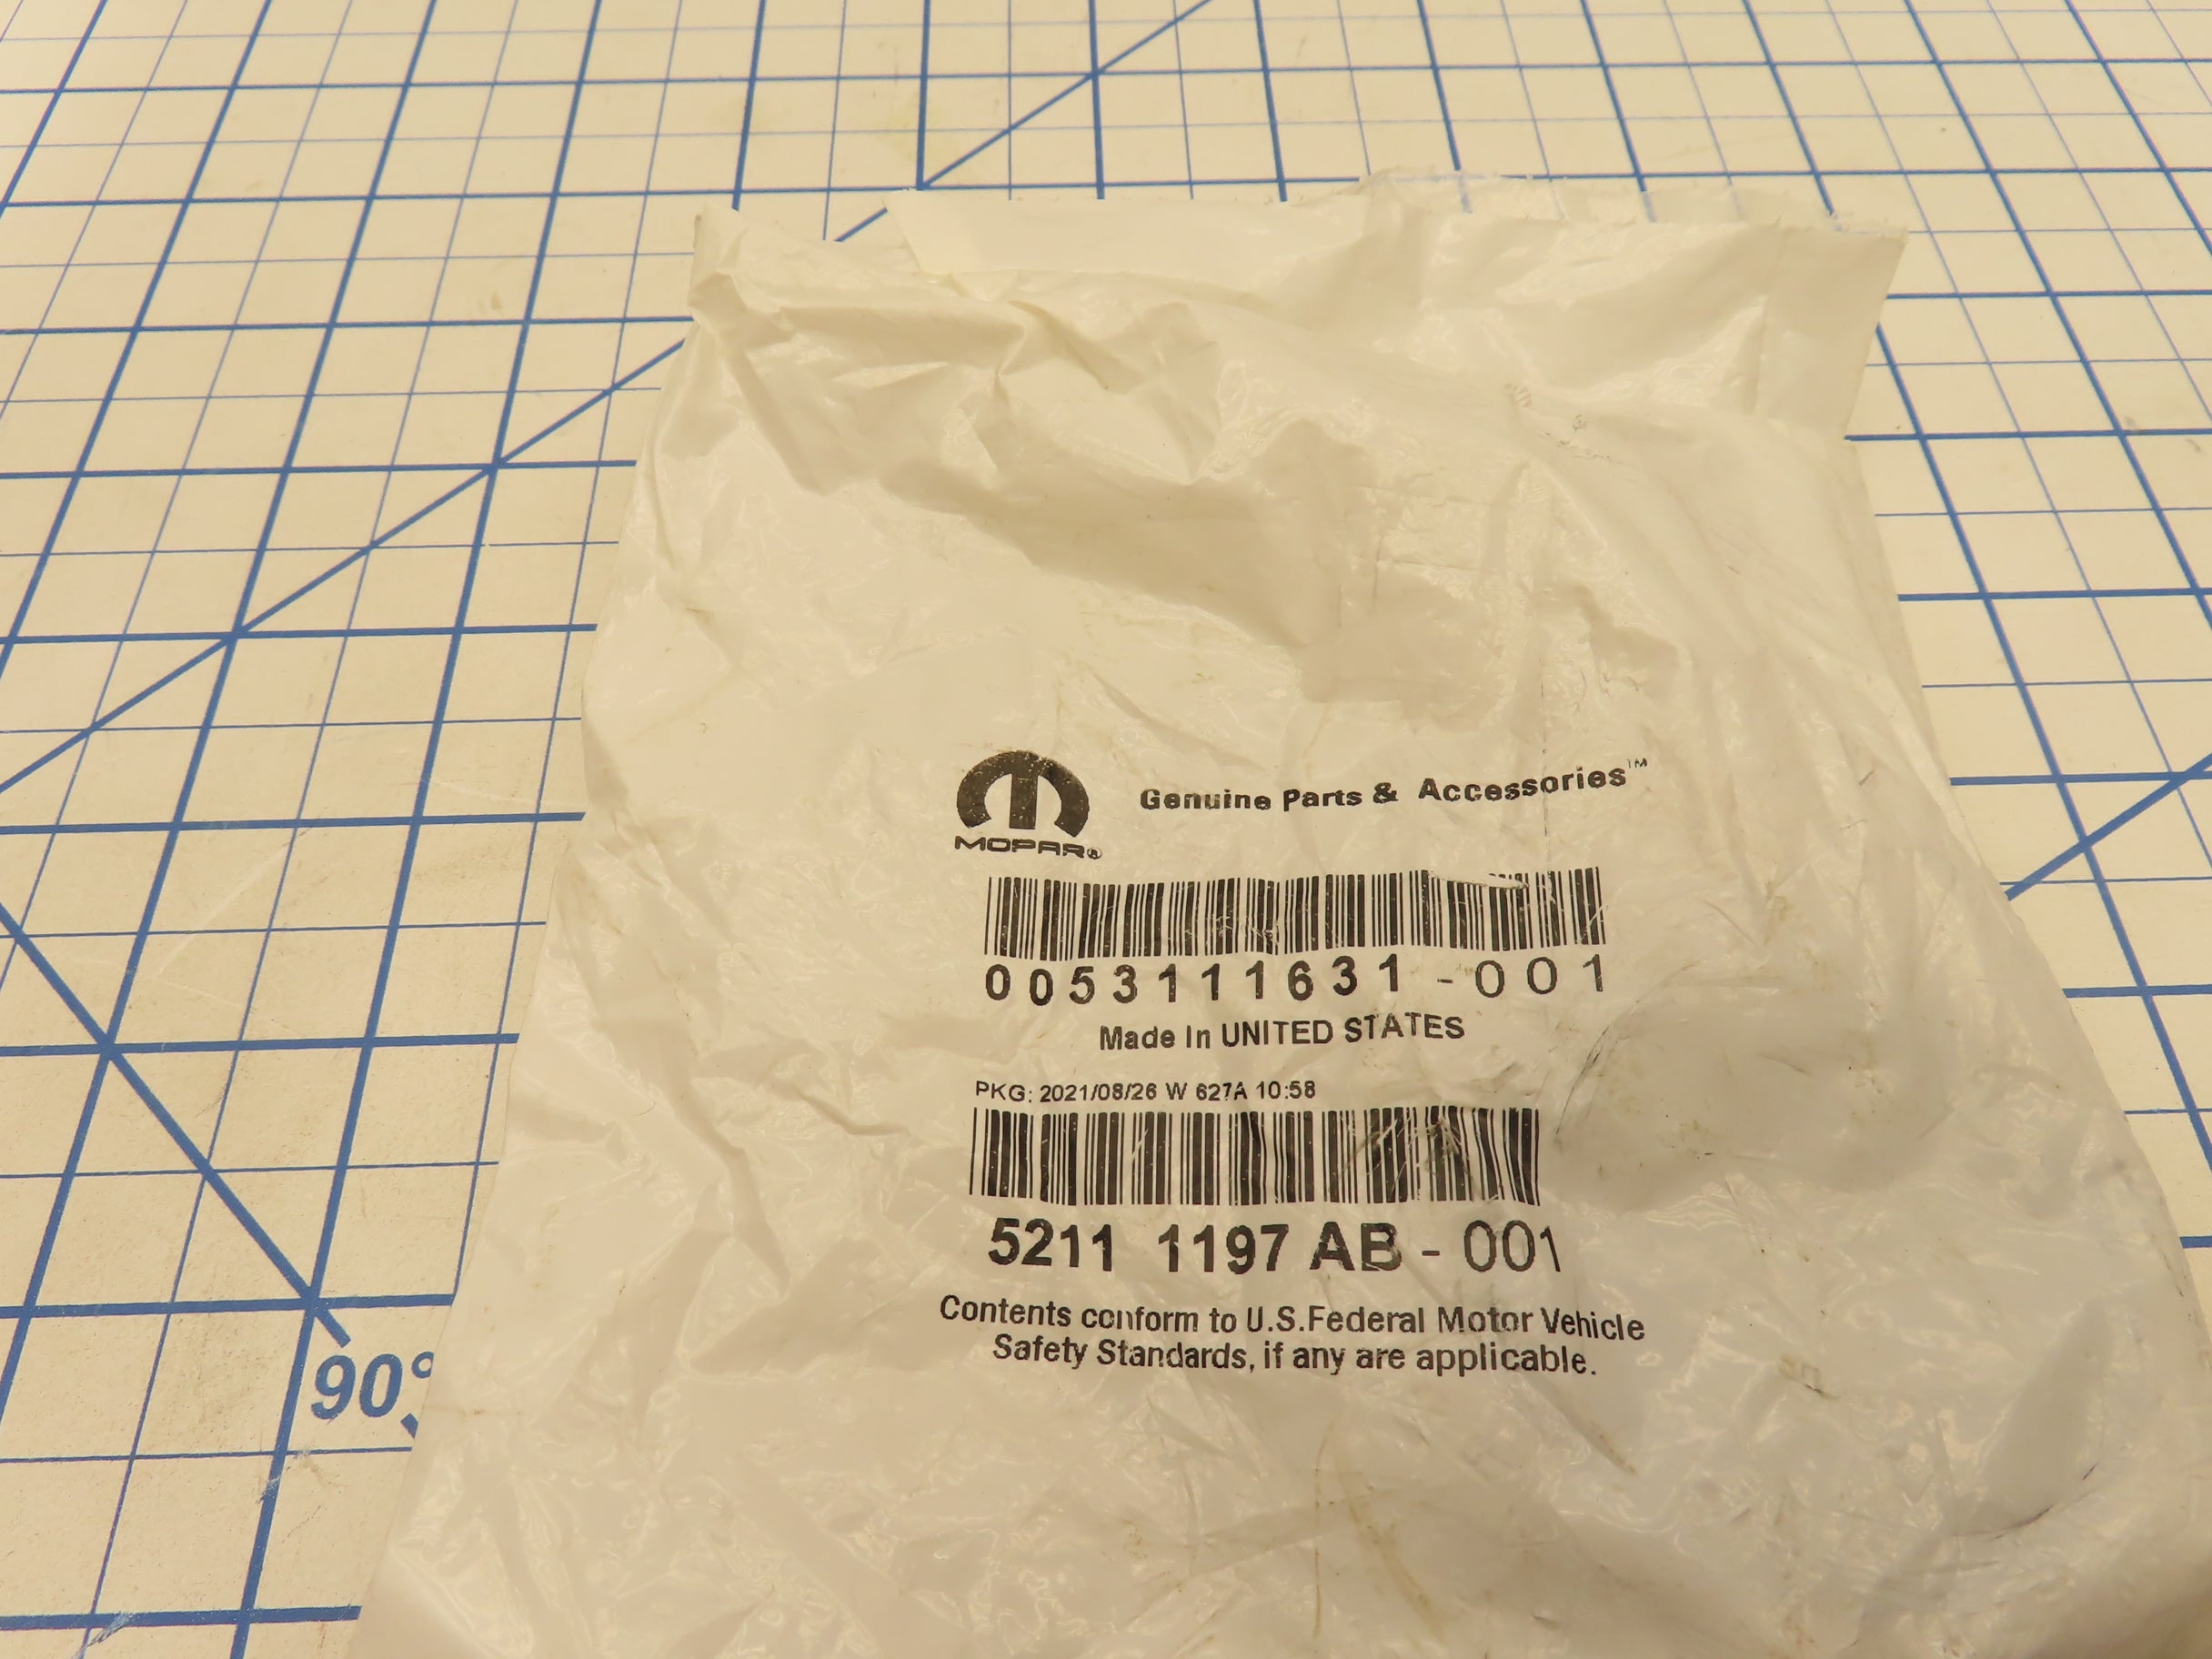 Genuine Parts & Accessories™
MOPAR®
0053111631-001
Made In UNITED STATES
PKG: 2021/08/26 W 627A 10:58
5211 1197 AB - 001
Contents conform to U.S.Federal Motor Vehicle
Safety Standards, if any are applicable.
90°